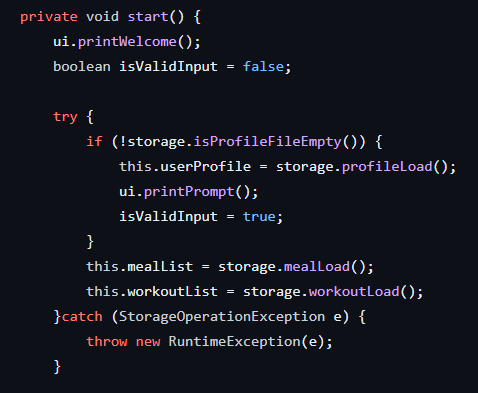 private void start() {
    ui.printWelcome();
    boolean isValidInput = false;

    try {
        if (!storage.isProfileFileEmpty()) {
            this.userProfile = storage.profileLoad();
            ui.printPrompt();
            isValidInput = true;
        }
        this.mealList = storage.mealLoad();
        this.workoutList = storage.workoutLoad();
    }catch (StorageOperationException e) {
        throw new RuntimeException(e);
    }